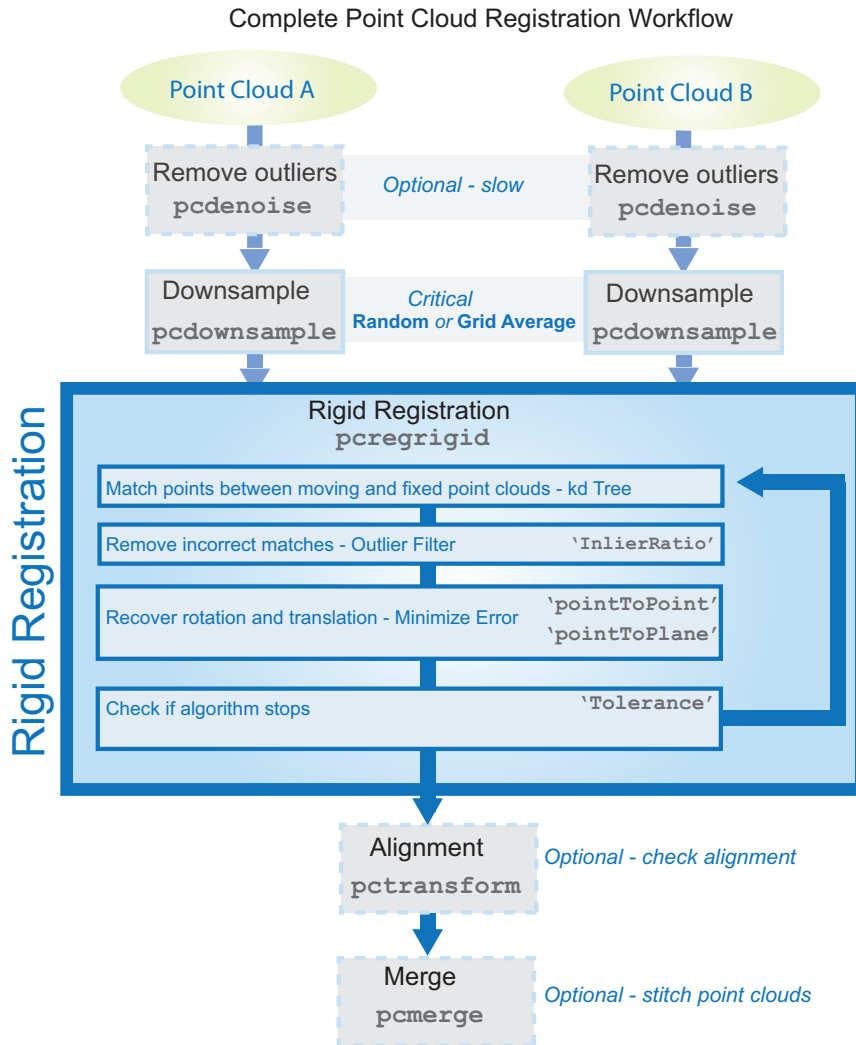 Complete Point Cloud Registration Workflow
Point Cloud A
Point Cloud B
Remove outliers
pcdenoise
Optional - slow
Remove outliers
pcdenoise
Downsample
pcdownsample
Critical
Random or Grid Average
Downsample
pcdownsample
Rigid Registration
Rigid Registration
pcregrigid
Match points between moving and fixed point clouds - kd Tree
Remove incorrect matches - Outlier Filter
‘InlierRatio’
Recover rotation and translation - Minimize Error
‘pointToPoint’
‘pointToPlane’
Check if algorithm stops
‘Tolerance’
Alignment
pctransform
Optional - check alignment
Merge
pcmerge
Optional - stitch point clouds